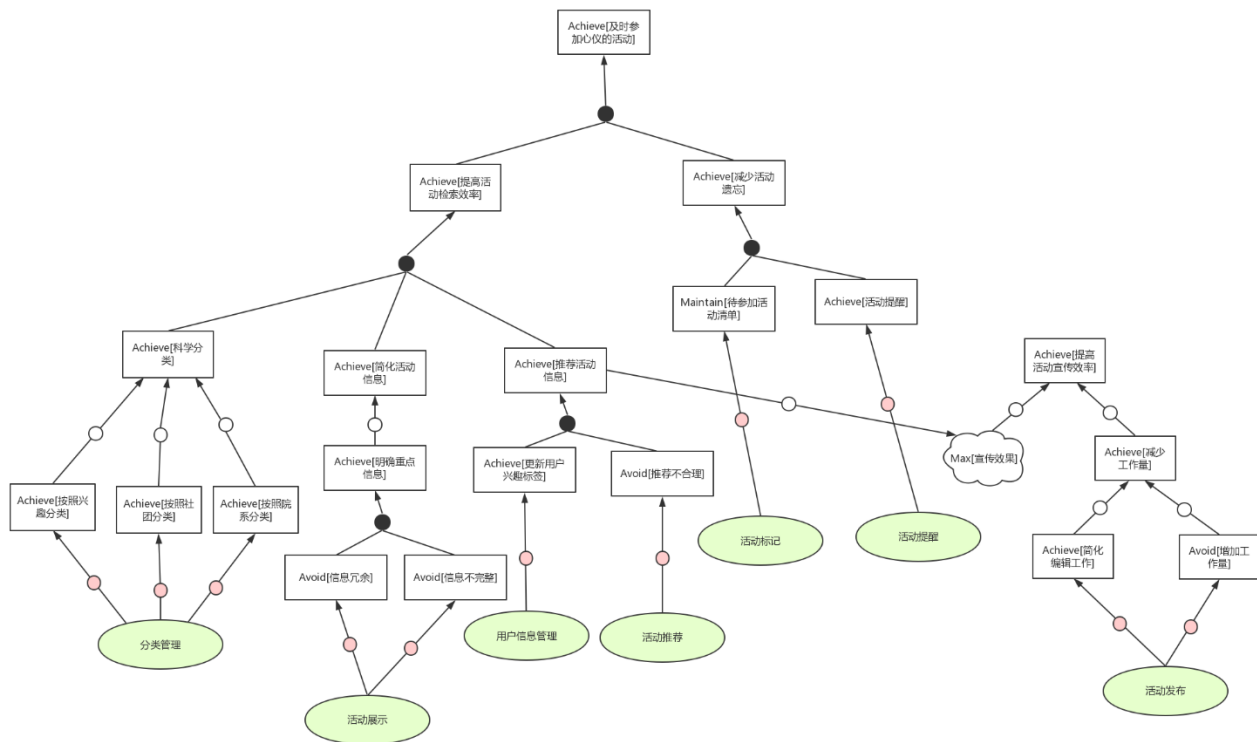 Achieve[及时参
加心仪的活动]
Achieve[提高活
动检索效率]
Achieve[减少活动
遗忘]
Maintain[待参加活
动清单]
Achieve[活动提醒]
Achieve[科学分
类]
Achieve[简化活动
信息]
Achieve[推荐活动
信息]
Achieve[提高
活动宣传效率]
Max[宣传效果]
Achieve[减少
工作量]
Achieve[明确重点
信息]
Achieve[更新用户
兴趣标签]
Avoid[推荐不合理]
Achieve[按照兴
趣分类]
Achieve[按照社
团分类]
Achieve[按照院
系分类]
活动标记
活动提醒
Achieve[简化
编辑工作]
Avoid[增加工
作量]
Avoid[信息冗余]
Avoid[信息不完整]
分类管理
用户信息管理
活动推荐
活动展示
活动发布